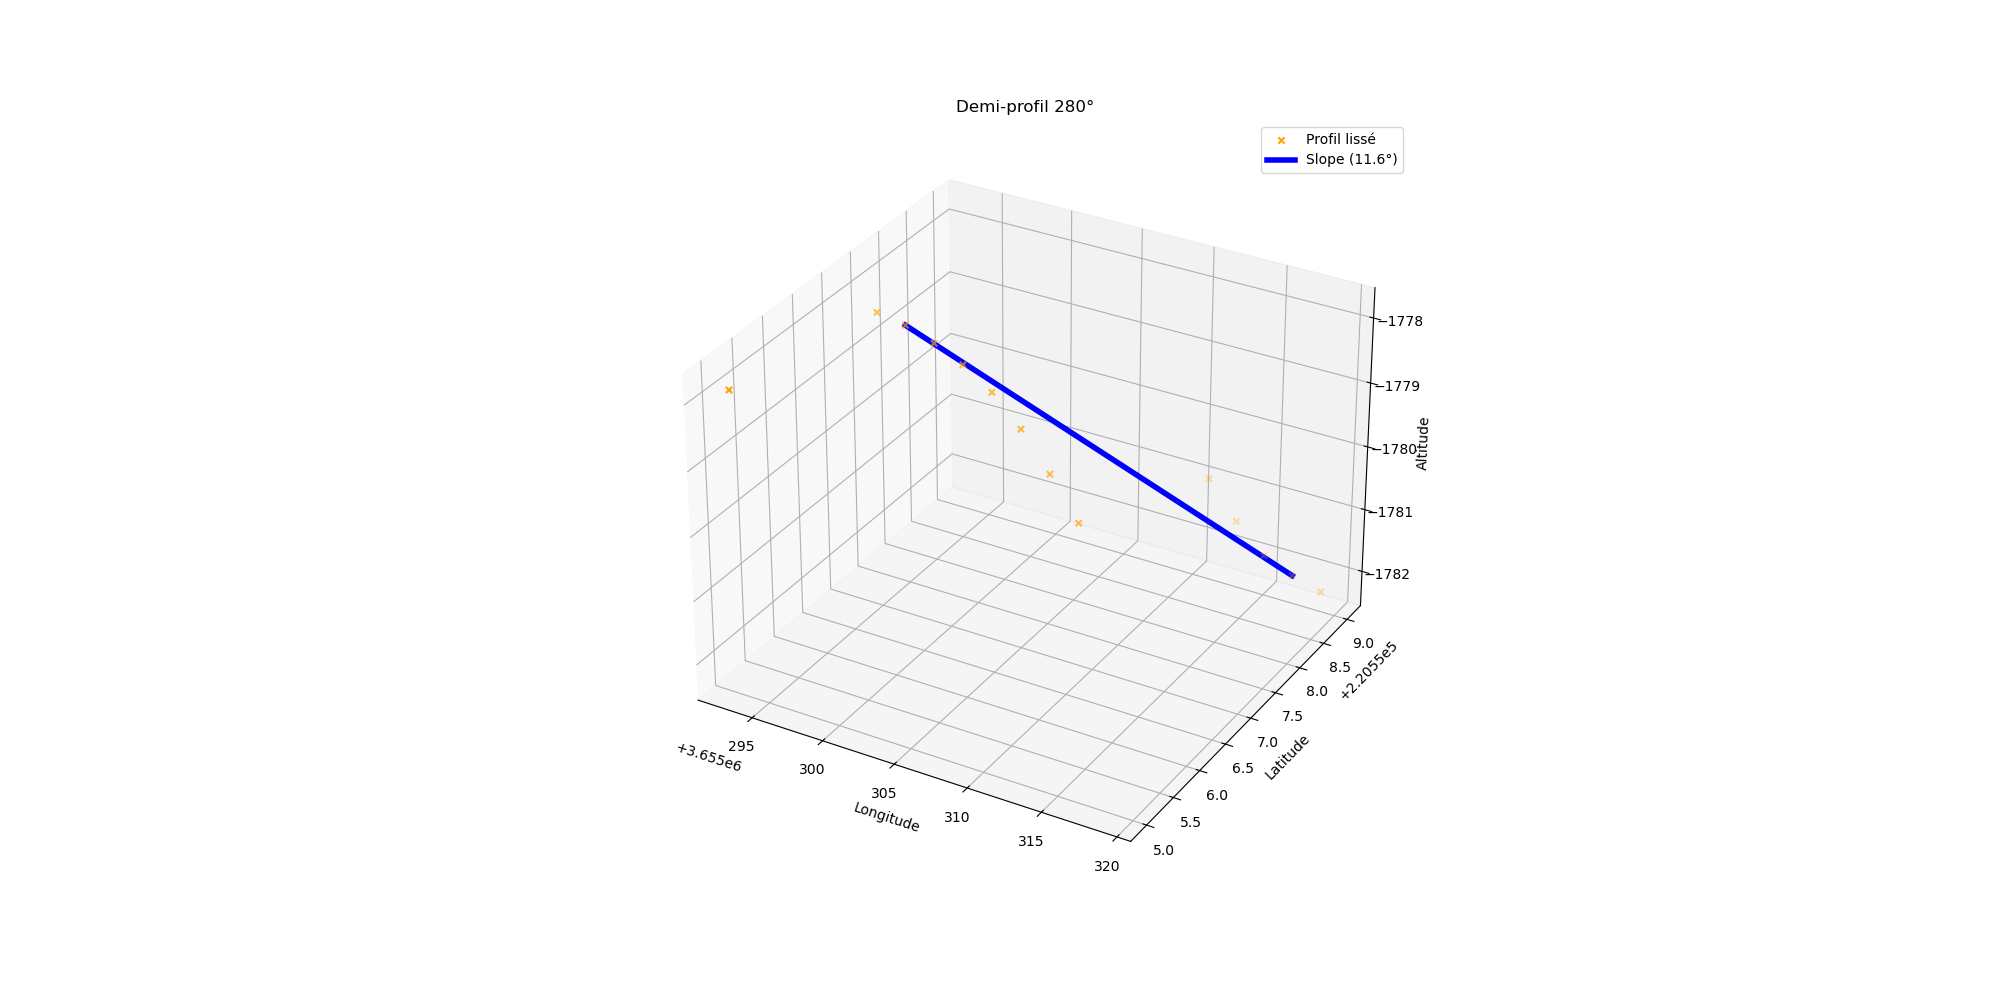 Demi-profil 280°
Profil lissé
Slope (11.6°)
−1778
−1779
−1780
−1781
−1782
Altitude
9.0
8.5
8.0
7.5
7.0
6.5
6.0
5.5
5.0
+2.2055e5
Latitude
295
300
305
310
315
320
+3.655e6
Longitude